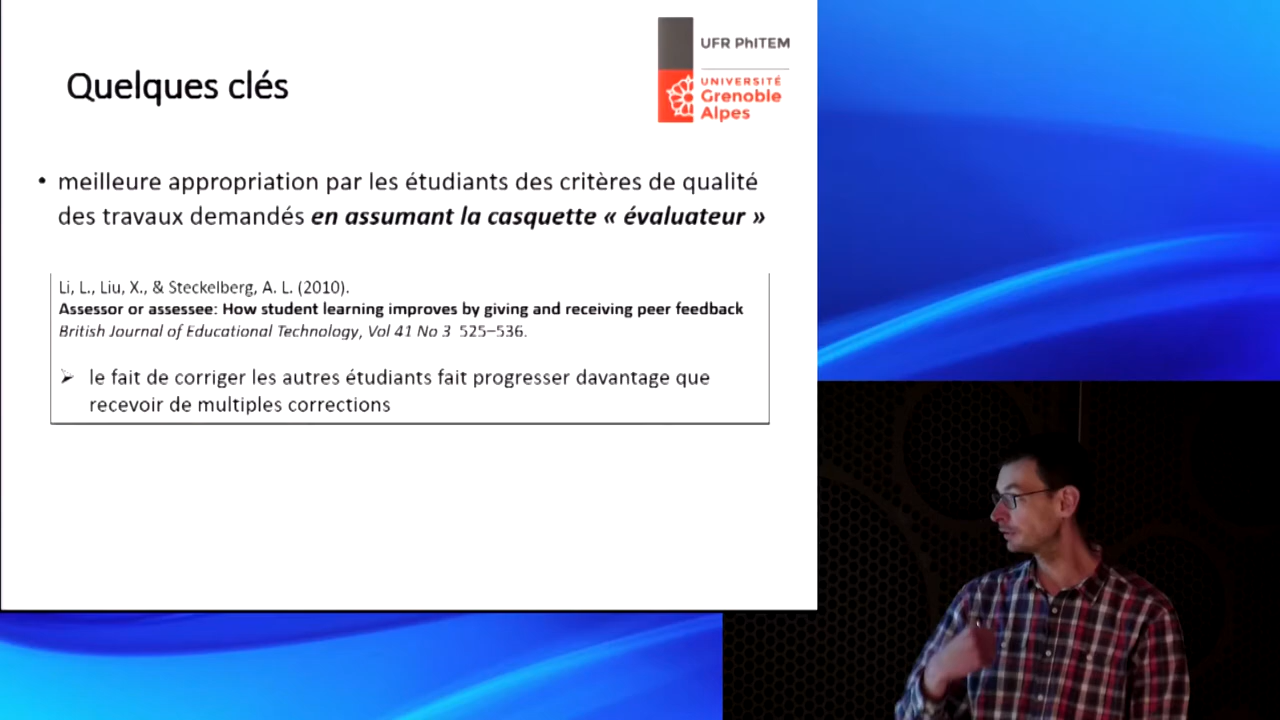 Quelques clés
UFR PhITEM
UNIVERSITÉ
Grenoble
Alpes
• meilleure appropriation par les étudiants des critères de qualité
des travaux demandés en assumant la casquette « évaluateur »
Li, L., Liu, X., & Steckelberg, A. L. (2010).
Assessor or assessee: How student learning improves by giving and receiving peer feedback
British Journal of Educational Technology, Vol 41 No 3 525–536.
➢ le fait de corriger les autres étudiants fait progresser davantage que
recevoir de multiples corrections